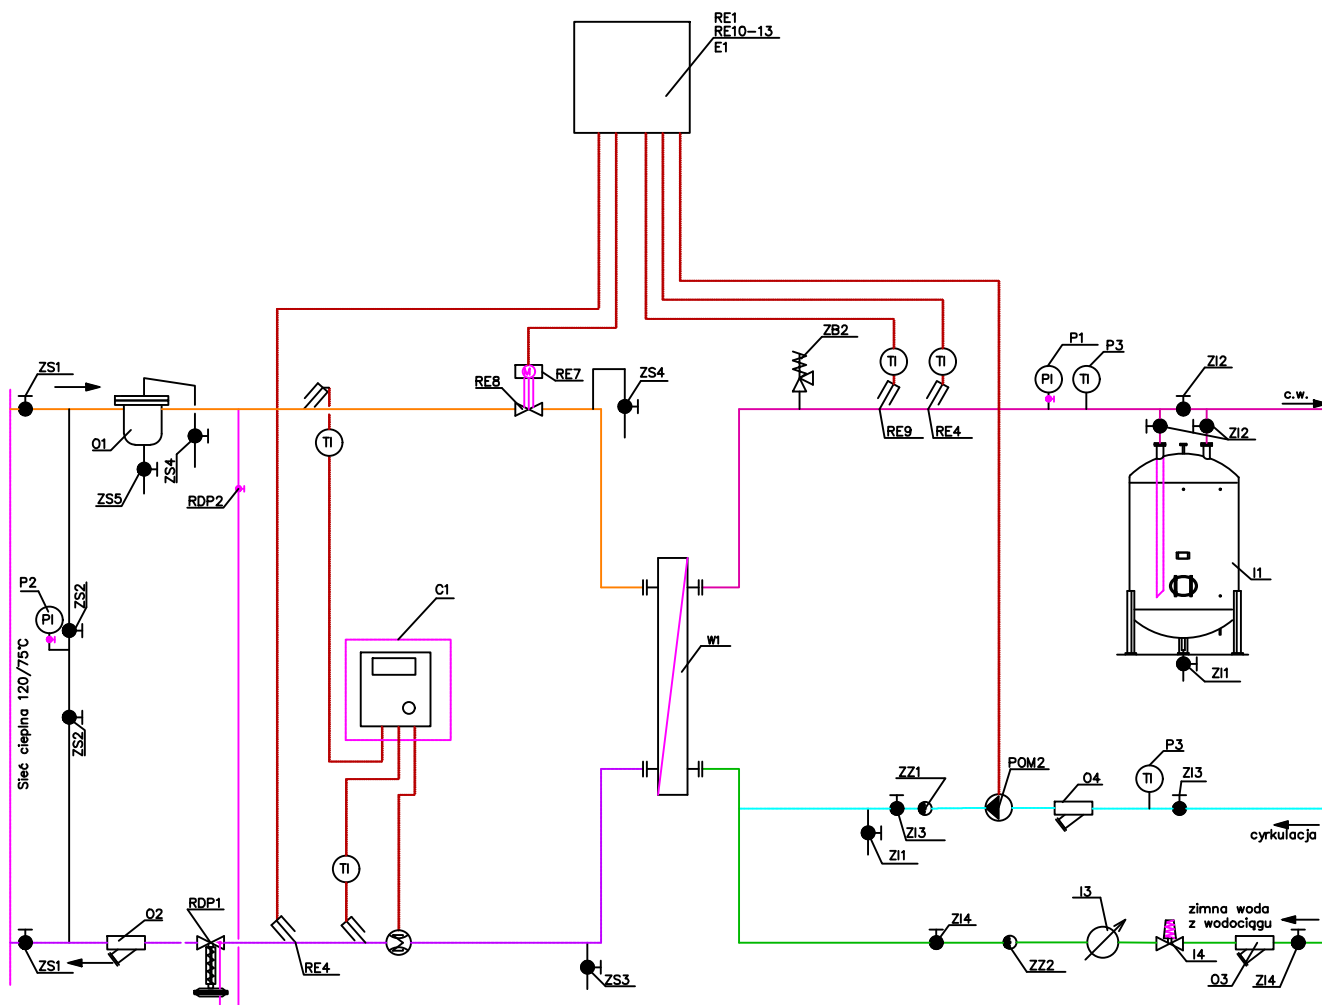 RE1
RE10-13
E1
ZB2
P1
P3
ZI2
ZS1
RE8
M
RE7
ZS4
TI
TI
PI
TI
c.w.
O1
ZS4
TI
RE9
RE4
ZI2
ZS5
RDP2
P2
ZS2
C1
I1
PI
W1
ZI1
Sieć cieplna 120/75°C
ZS2
P3
ZZ1
POM2
O4
TI
ZI3
ZI3
cyrkulacja
ZI1
TI
RDP1
O2
I3
zimna woda
z wodociągu
ZI4
ZS1
RE4
ZS3
ZZ2
I4
O3
ZI4